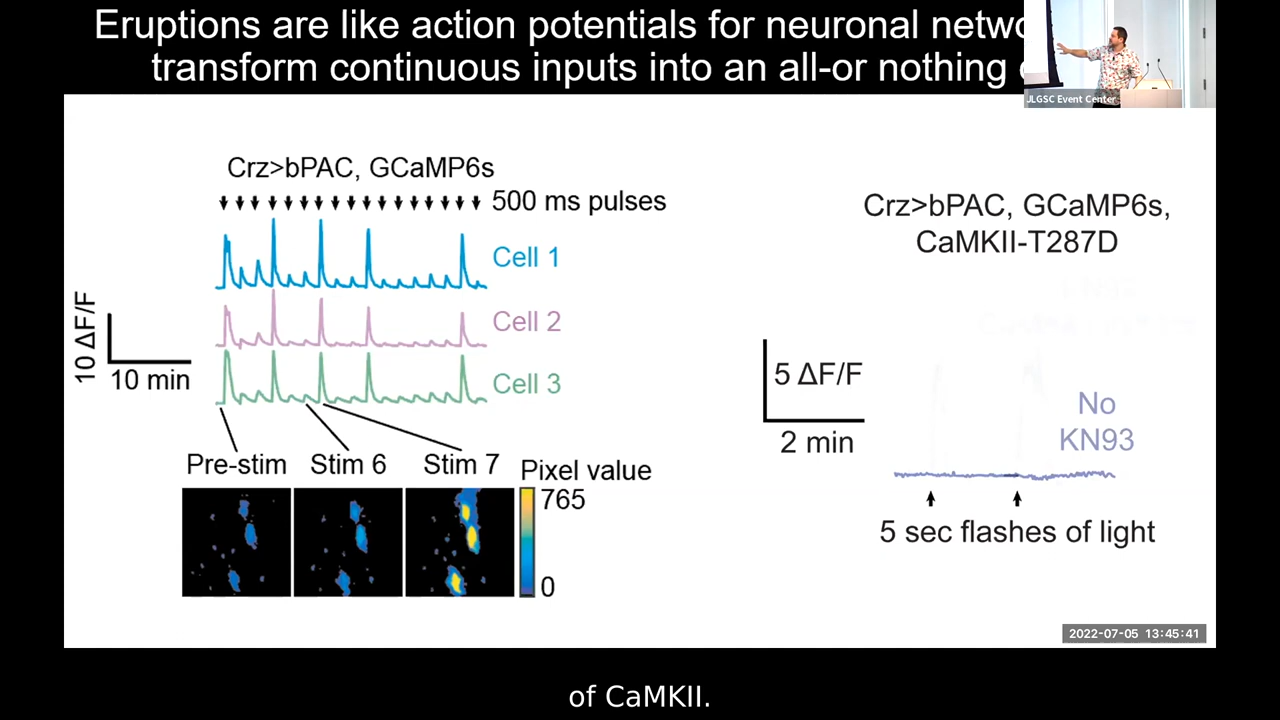 Eruptions are like action potentials for neuronal
transform continuous inputs into an all-or nothing
JLGSC Event Center
Crz>bPAC, GCaMP6s
500 ms pulses
Cell 1
Cell 2
Cell 3
10 ΔF/F
10 min
Pre-stim Stim 6 Stim 7
Pixel value
765
0
Crz>bPAC, GCaMP6s,
CaMKII-T287D
5 ΔF/F
2 min
No
KN93
5 sec flashes of light
2022-07-05 13:45:41
of CaMKII.